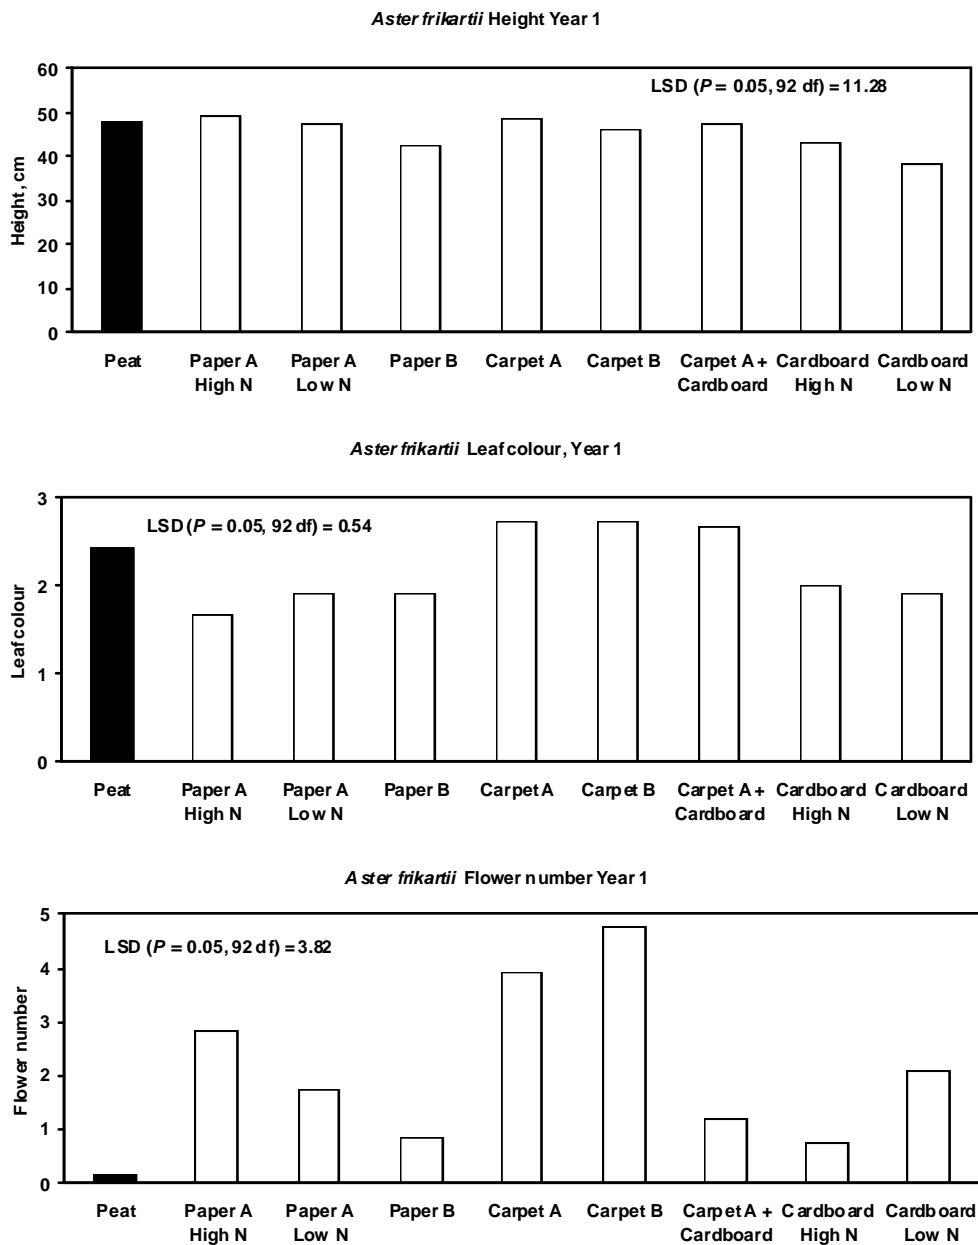 Aster frikartii Height Year 1
LSD (P = 0.05, 92 df) = 11.28
60
50
40
30
20
10
0
Height, cm
Peat Paper A Paper A Paper B Carpet A Carpet B Carpet A + Cardboard Cardboard
High N Low N Cardboard High N Low N
Aster frikartii Leaf colour, Year 1
LSD (P = 0.05, 92 df) = 0.54
3
2
1
0
Leaf colour
Peat Paper A Paper A Paper B Carpet A Carpet B Carpet A + Cardboard Cardboard
High N Low N Cardboard High N Low N
Aster frikartii Flower number Year 1
LSD (P = 0.05, 92 df) = 3.82
5
4
3
2
1
0
Flower number
Peat Paper A Paper A Paper B Carpet A Carpet B Carpet A + Cardboard Cardboard
High N Low N Cardboard High N Low N